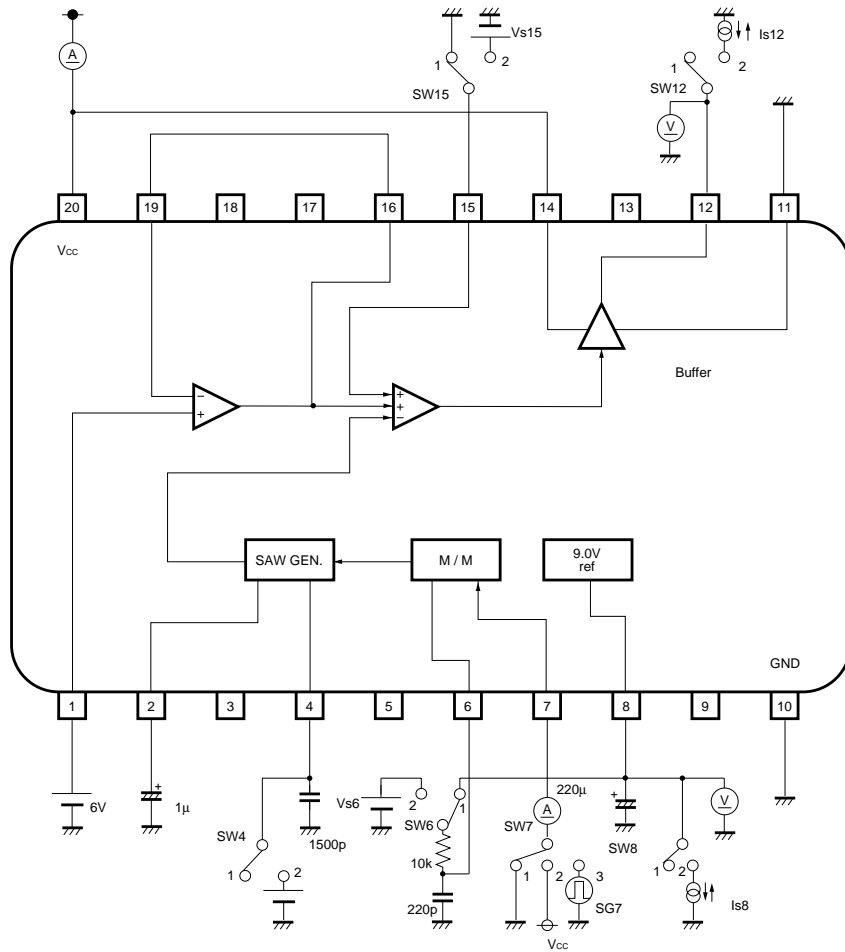 Vs15
Is12
A
1
2
SW15
1
2
SW12
V
20
19
18
17
16
15
14
13
12
11
Vcc
Buffer
−
+
+
+
−
SAW GEN.
M / M
9.0V
ref
GND
1
2
3
4
5
6
7
8
9
10
6V
+
1μ
SW4
1
2
1500p
Vs6
2
1
SW6
10k
220p
220μ
A
SW7
1
2
3
SG7
Vcc
+
SW8
1
2
V
Is8